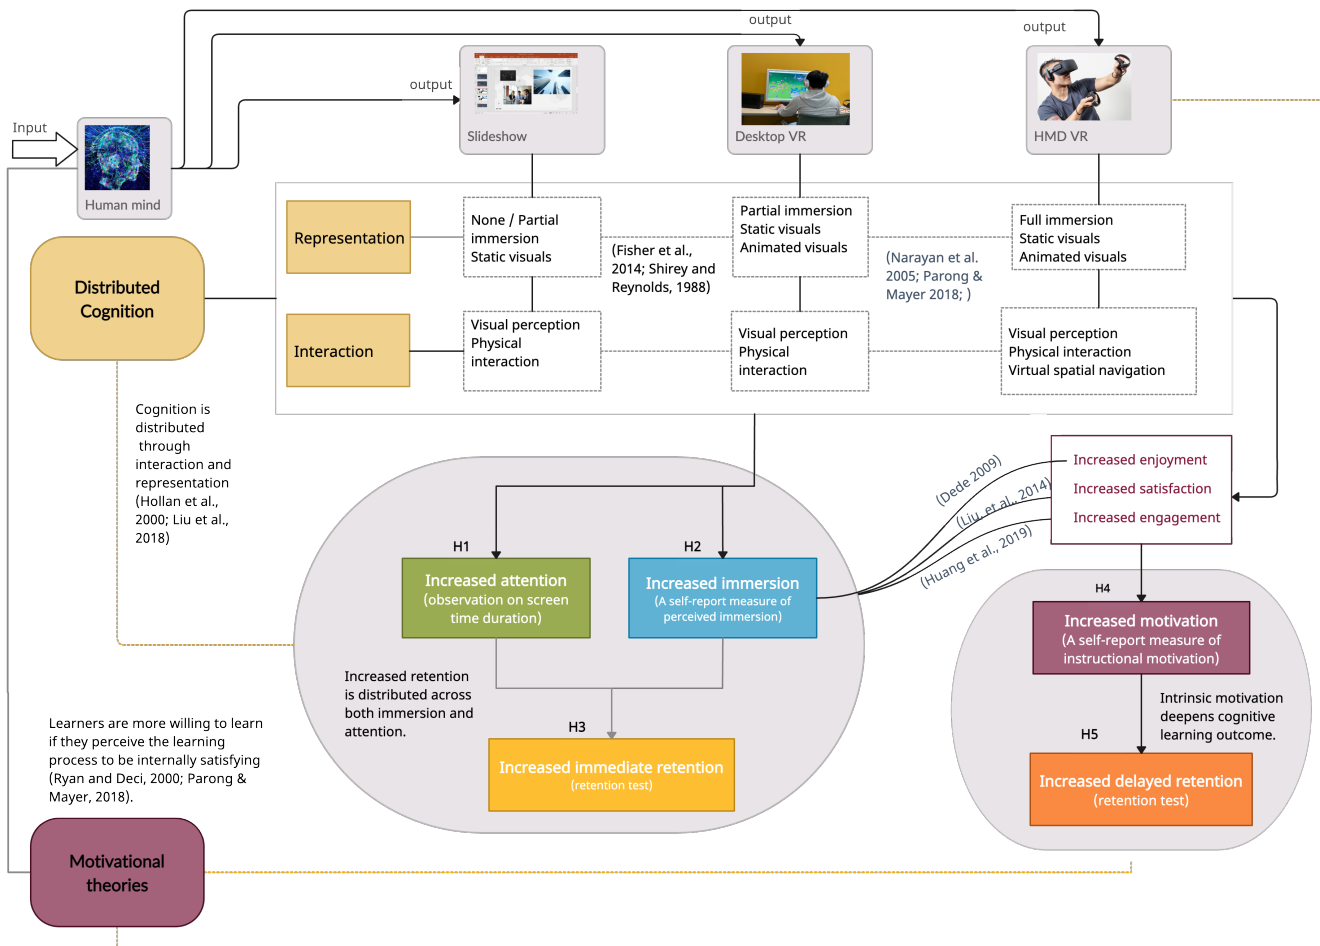 output
output
output
Input
Slideshow
Desktop VR
HMD VR
Human mind
Representation
None / Partial
immersion
Static visuals
(Fisher et al.,
2014; Shirey and
Reynolds, 1988)
Partial immersion
Static visuals
Animated visuals
(Narayan et al.
2005; Parong &
Mayer 2018; )
Full immersion
Static visuals
Animated visuals
Distributed
Cognition
Interaction
Visual perception
Physical
interaction
Visual perception
Physical
interaction
Visual perception
Physical interaction
Virtual spatial navigation
Cognition is
distributed
through
interaction and
representation
(Hollan et al.,
2000; Liu et al.,
2018)
(Dede 2009)
(Liu, et al., 2014)
(Huang et al., 2019)
Increased enjoyment
Increased satisfaction
Increased engagement
H1
Increased attention
(observation on screen
time duration)
H2
Increased immersion
(A self-report measure of
perceived immersion)
H4
Increased motivation
(A self-report measure of
instructional motivation)
Increased retention
is distributed across
both immersion and
attention.
H3
Increased immediate retention
(retention test)
Intrinsic motivation
deepens cognitive
learning outcome.
H5
Increased delayed retention
(retention test)
Learners are more willing to learn
if they perceive the learning
process to be internally satisfying
(Ryan and Deci, 2000; Parong &
Mayer, 2018).
Motivational
theories